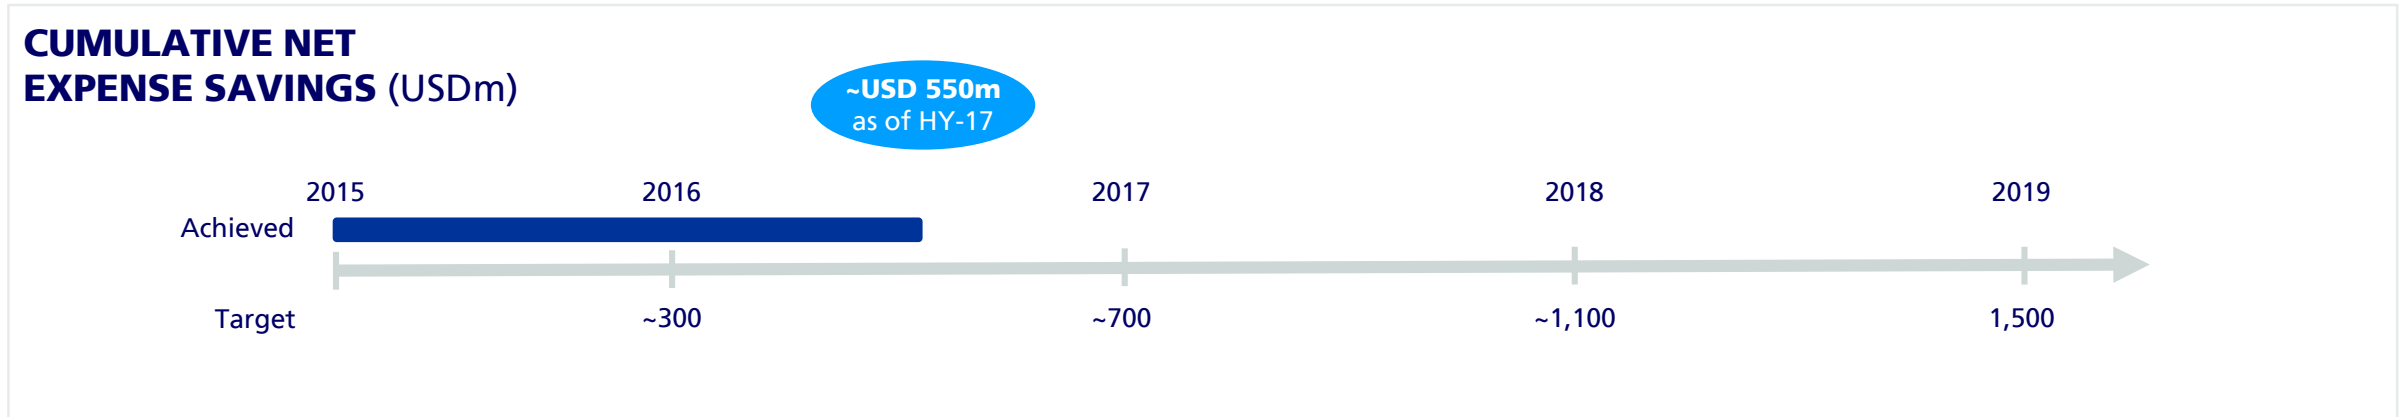 CUMULATIVE NET
EXPENSE SAVINGS (USDm)
~USD 550m
as of HY-17
2015 2016 2017 2018 2019
Achieved
Target ~300 ~700 ~1,100 1,500